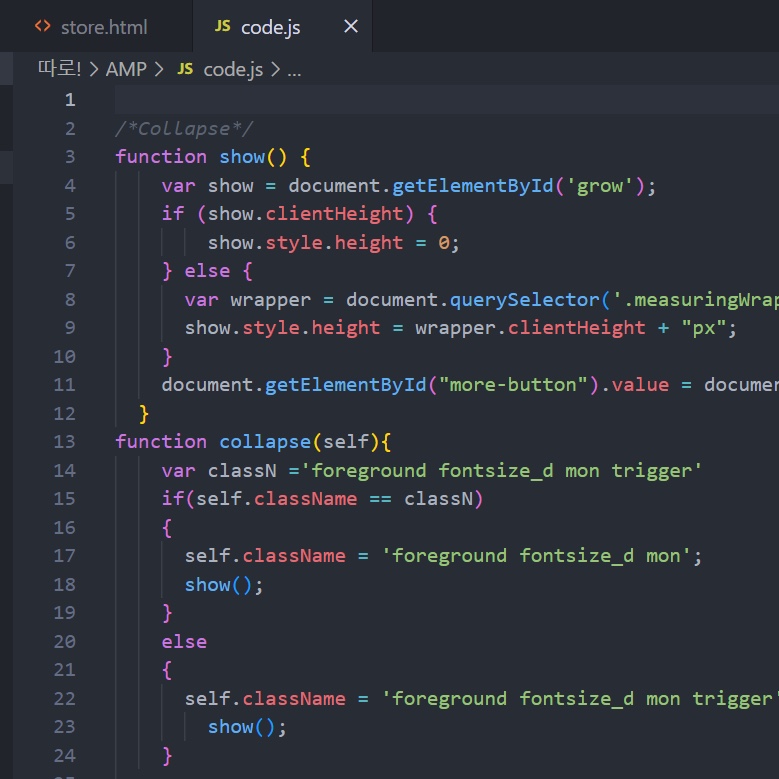 store.html JS code.js
따로! > AMP > JS code.js > ...
1
2 /*Collapse*/
3 function show() {
4 var show = document.getElementById('grow');
5 if (show.clientHeight) {
6 show.style.height = 0;
7 } else {
8 var wrapper = document.querySelector('.measuringWrap
9 show.style.height = wrapper.clientHeight + "px";
10 }
11 document.getElementById("more-button").value = documen
12 }
13 function collapse(self){
14 var classN ='foreground fontsize_d mon trigger'
15 if(self.className == classN)
16 {
17 self.className = 'foreground fontsize_d mon';
18 show();
19 }
20 else
21 {
22 self.className = 'foreground fontsize_d mon trigger'
23 show();
24 }